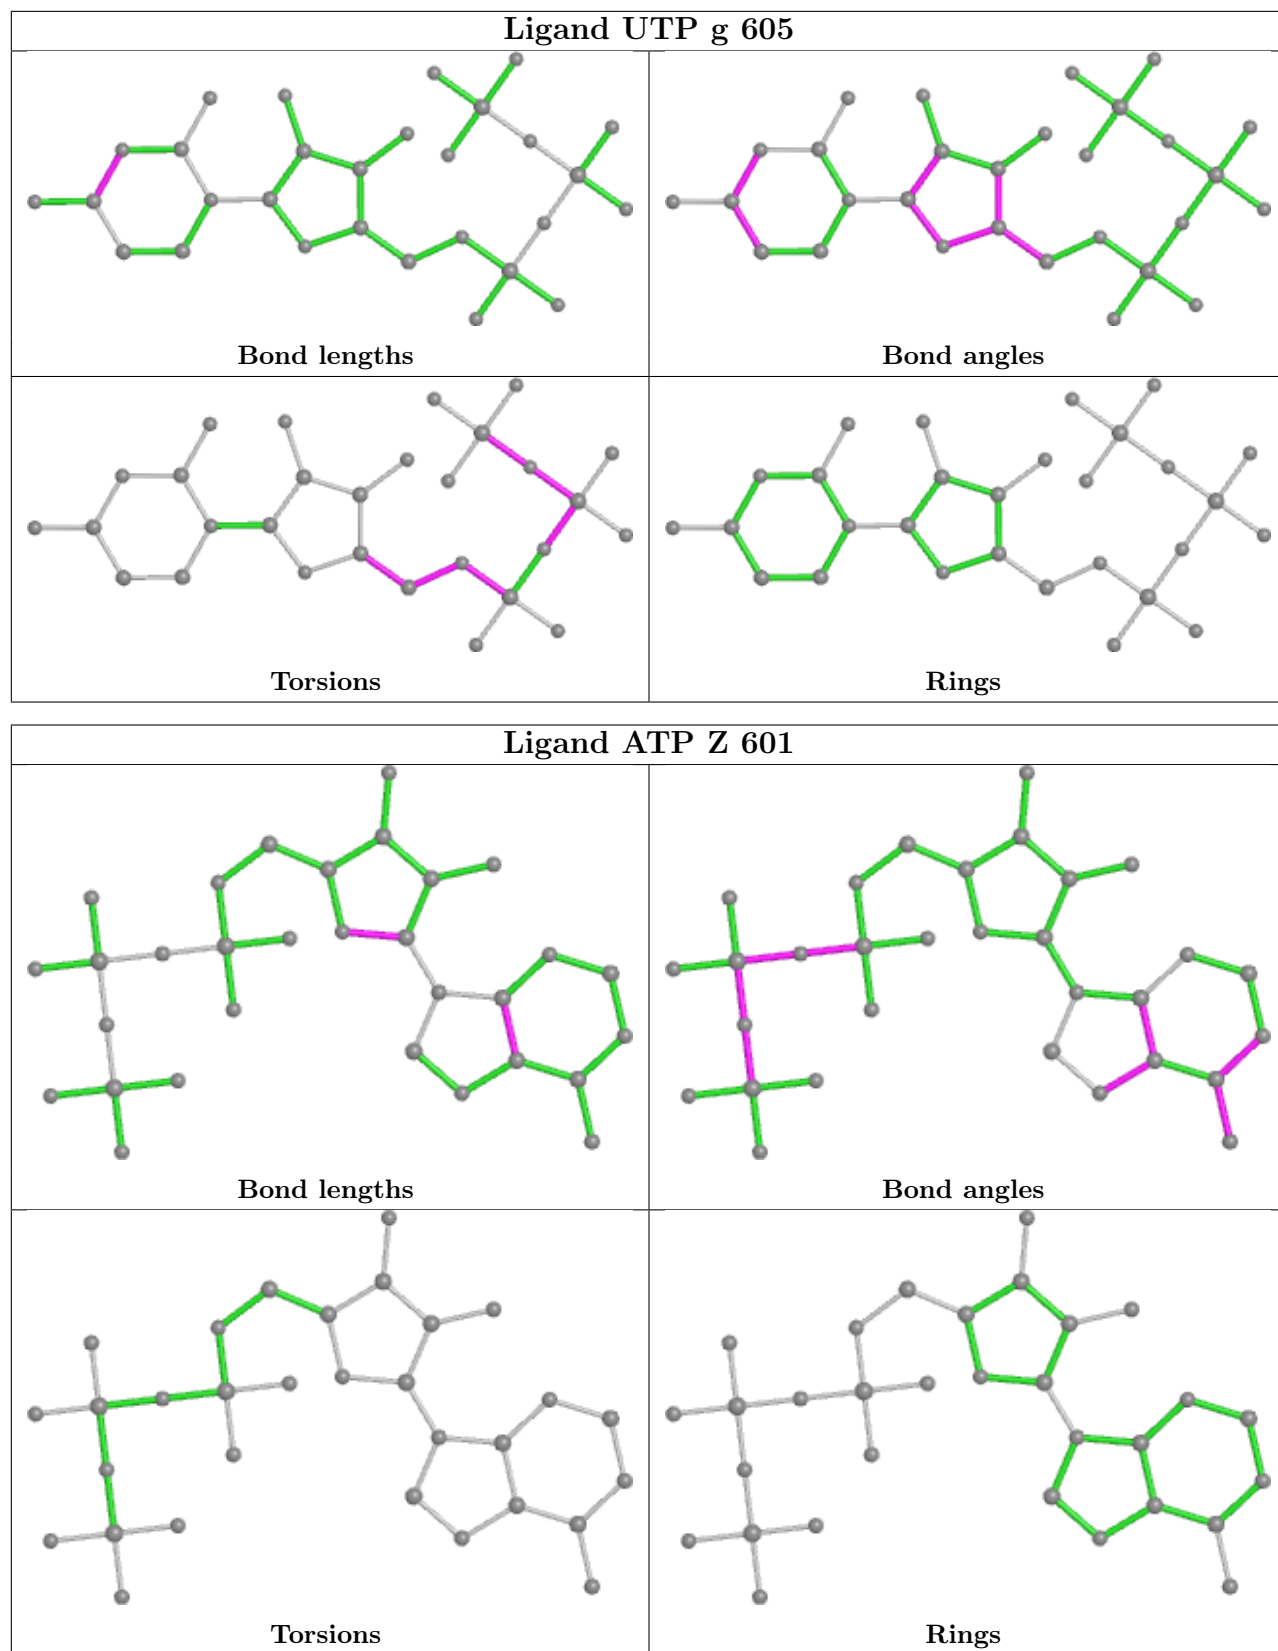 Ligand UTP g 605
Bond lengths
Bond angles
Torsions
Rings
Ligand ATP Z 601
Bond lengths
Bond angles
Torsions
Rings